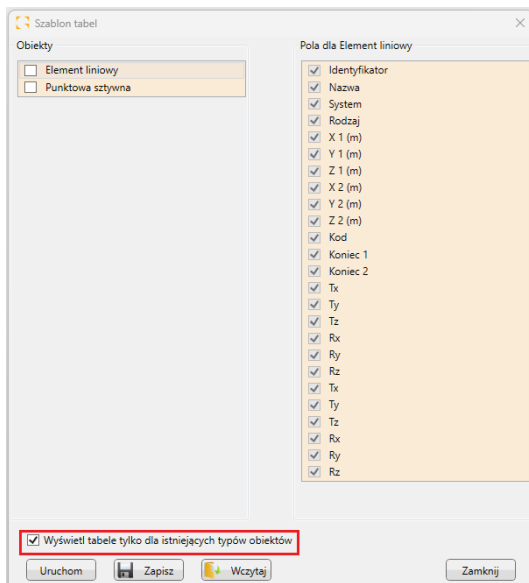 Szablon tabel
Obiekty
Element liniowy
Punktowa sztywna
Pola dla Element liniowy
Identyfikator
Nazwa
System
Rodzaj
X 1 (m)
Y 1 (m)
Z 1 (m)
X 2 (m)
Y 2 (m)
Z 2 (m)
Kod
Koniec 1
Koniec 2
Tx
Ty
Tz
Rx
Ry
Rz
Tx
Ty
Tz
Rx
Ry
Rz
Wyświetl tabele tylko dla istniejących typów obiektów
Uruchom Zapisz Wczytaj Zamknij